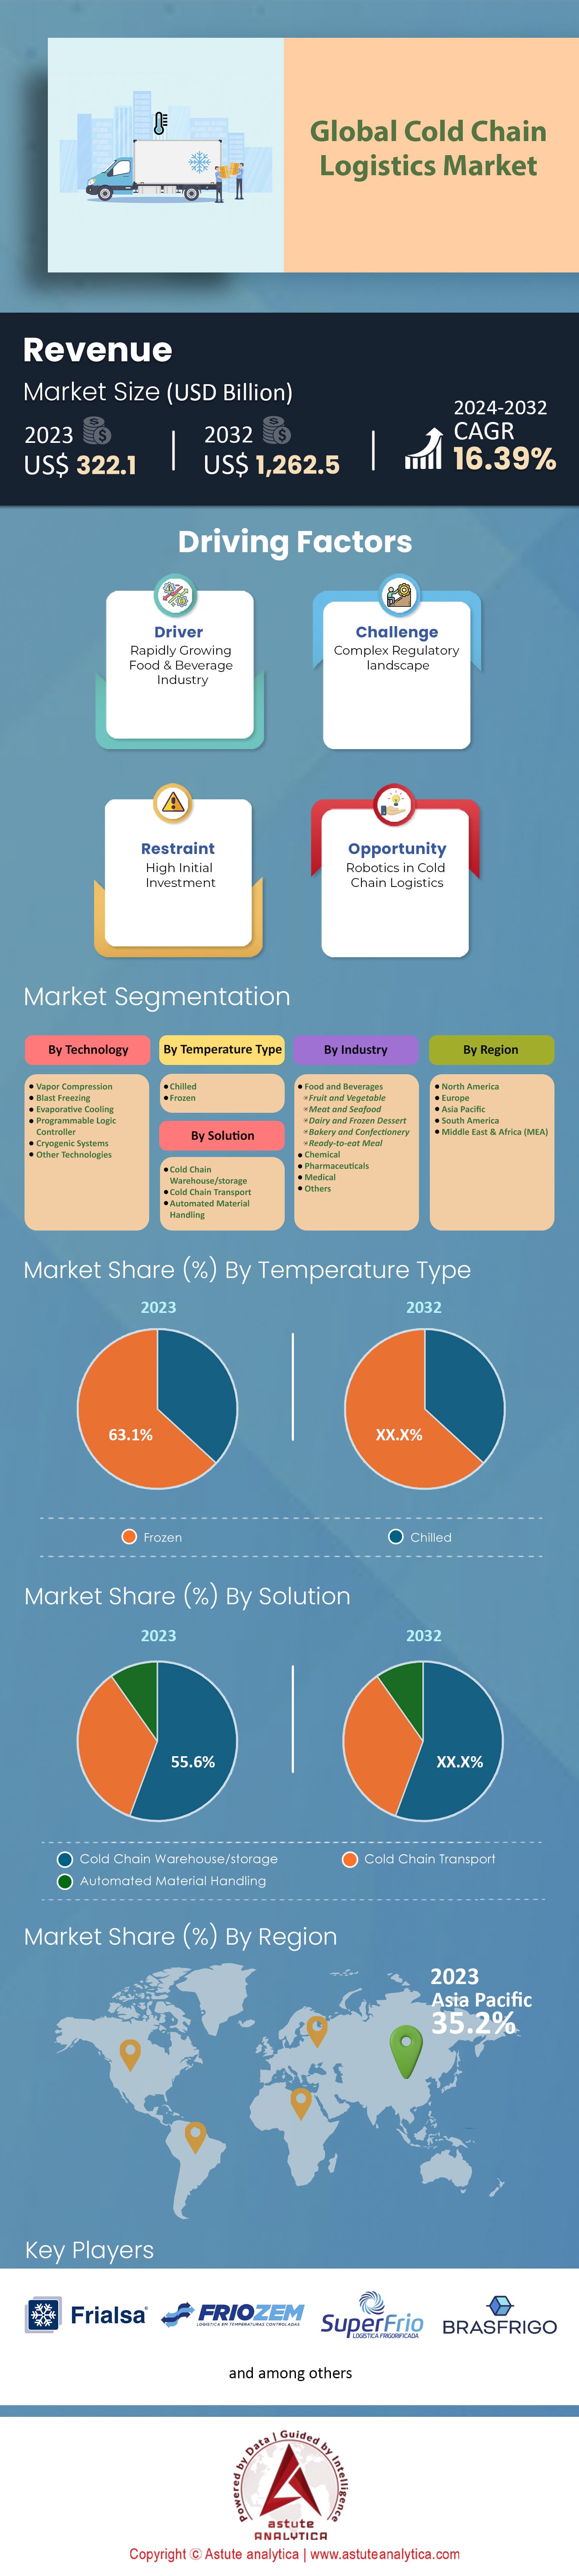 Global Cold Chain
Logistics Market
Revenue
Market Size (USD Billion)
2023
US$ 322.1
2032
US$ 1,262.5
2024-2032
CAGR
16.39%
Driving Factors
Driver
Rapidly Growing
Food & Beverage
Industry
Challenge
Complex Regulatory
landscape
Restraint
High Initial
Investment
Opportunity
Robotics in Cold
Chain Logistics
Market Segmentation
By Technology
Vapor Compression
Blast Freezing
Evaporative Cooling
Programmable Logic
Controller
Cryogenic Systems
Other Technologies
By Temperature Type
Chilled
Frozen
By Solution
Cold Chain
Warehouse/storage
Cold Chain Transport
Automated Material
Handling
By Industry
Food and Beverages
Fruit and Vegetable
Meat and Seafood
Dairy and Frozen Dessert
Bakery and Confectionery
Ready-to-eat Meal
Chemical
Pharmaceuticals
Medical
Others
By Region
North America
Europe
Asia Pacific
South America
Middle East & Africa (MEA)
Market Share (%) By Temperature Type
2023
2032
63.1%
XX.X%
Frozen
Chilled
Market Share (%) By Solution
2023
2032
55.6%
XX.X%
Cold Chain Warehouse/storage
Cold Chain Transport
Automated Material Handling
Market Share (%) By Region
2023
Asia Pacific
35.2%
Key Players
Frialsa
FRIOZEM
LOGÍSTICA EM TEMPERATURAS CONTROLADAS
SuperFrio
LOGÍSTICA FRIGORIFICADA
BRASFRIGO
and among others
Powered by Data | Guided by Intelligence
astute
ANALYTICA
Copyright © Astute analytica | www.astuteanalytica.com